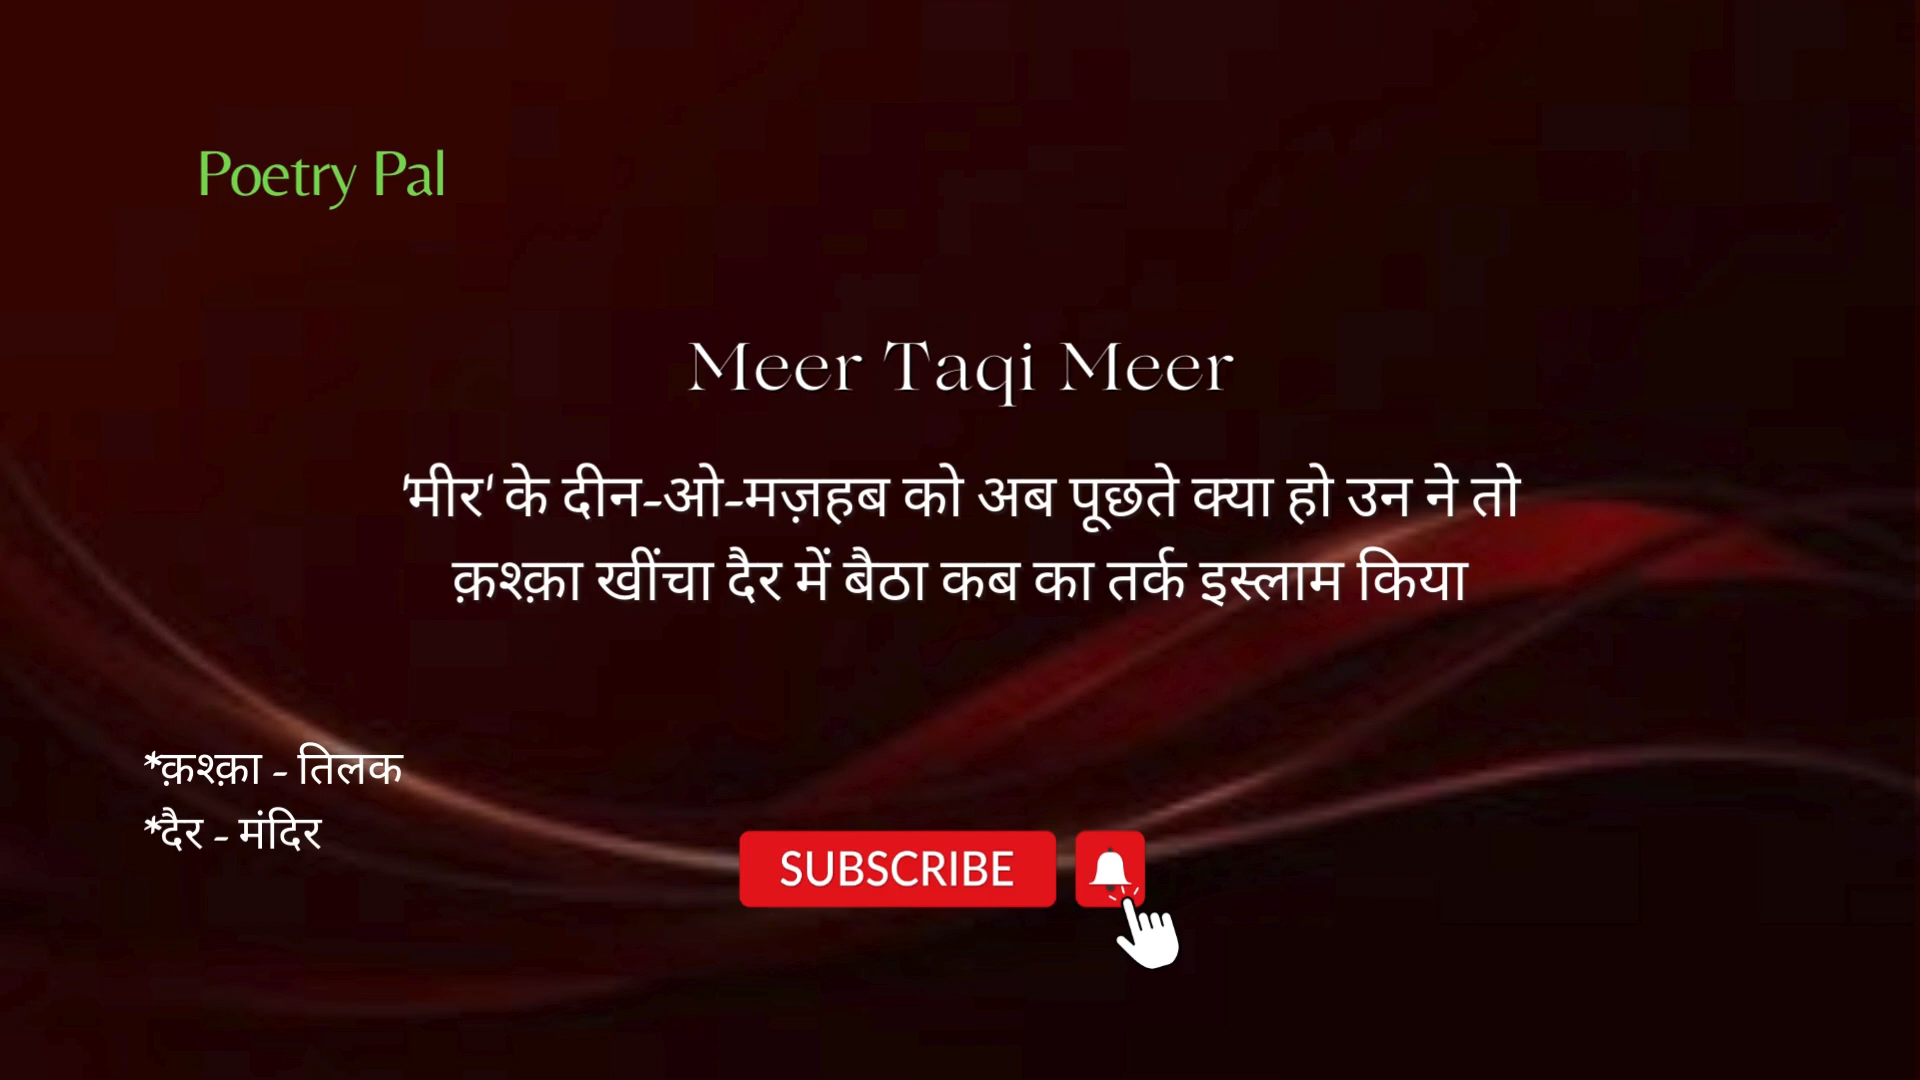 Poetry Pal
Meer Taqi Meer
'मीर' के दीन-ओ-मज़हब को अब पूछते क्या हो उन ने तो
क़श्क़ा खींचा दैर में बैठा कब का तर्क इस्लाम किया
*क़श्क़ा - तिलक
*दैर - मंदिर
SUBSCRIBE